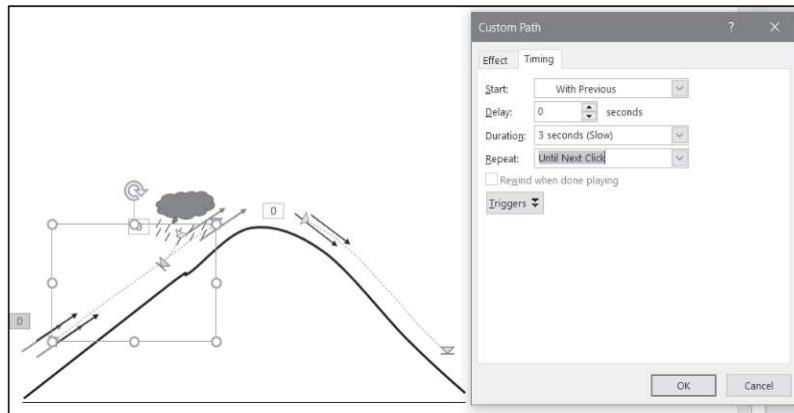 Custom Path ? ×
Effect Timing
Start: With Previous
Delay: 0 seconds
Duration: 3 seconds (Slow)
Repeat: Until Next Click
Rewind when done playing
Triggers
OK Cancel
0
0
0